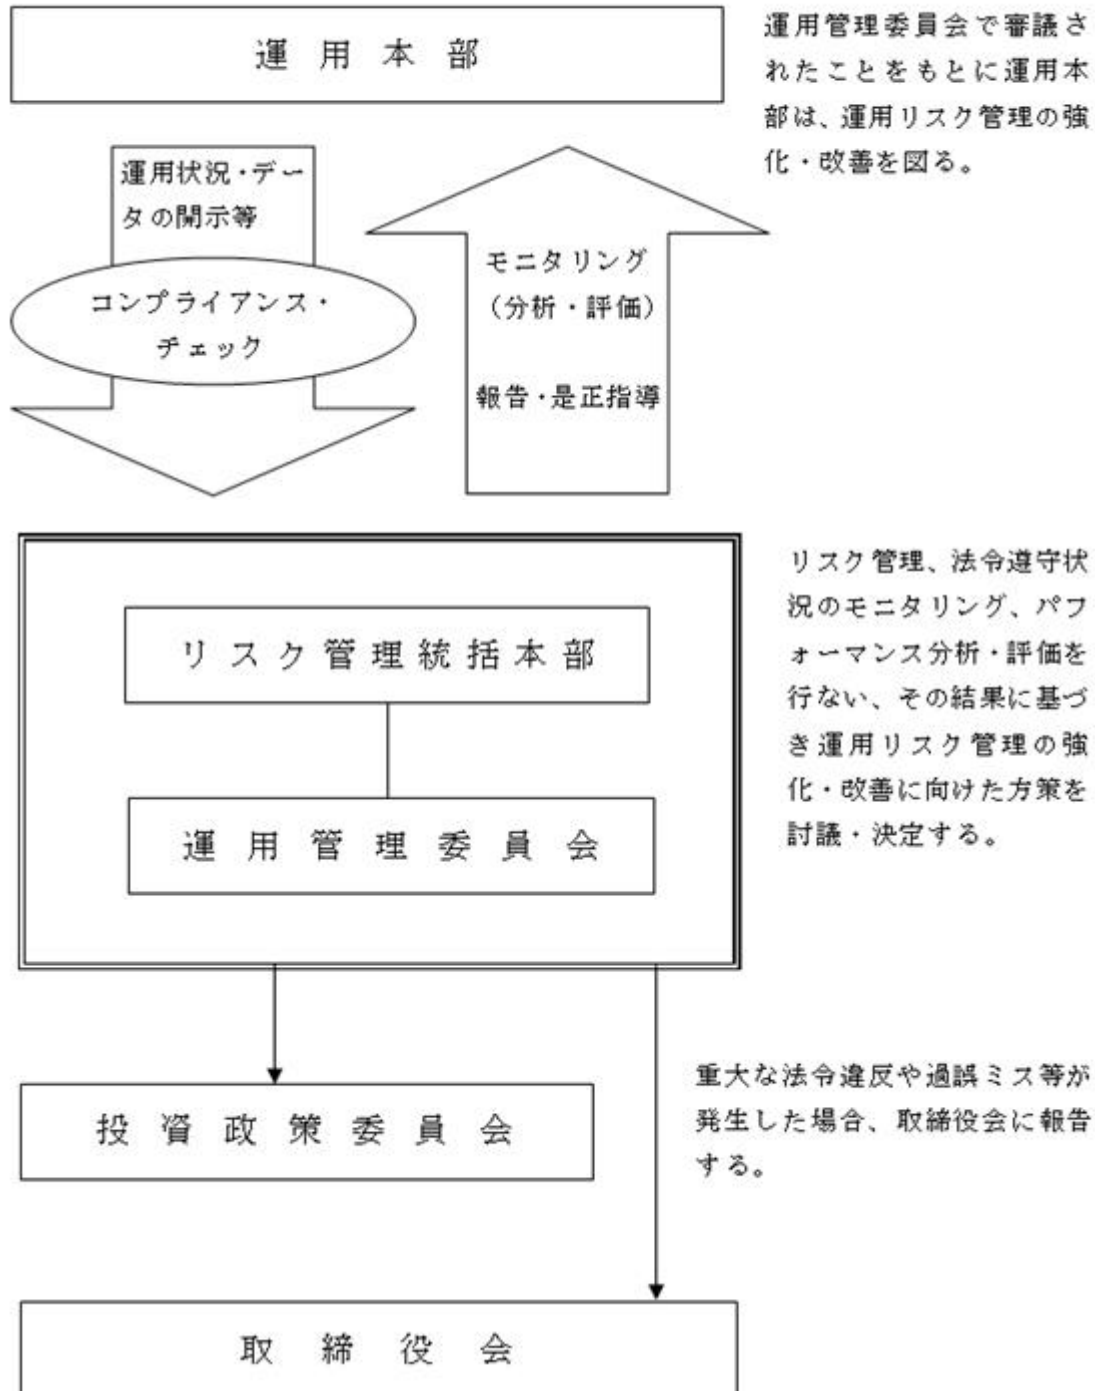 運用本部
運用管理委員会で審議さ
れたことをもとに運用本
部は、運用リスク管理の強
化・改善を図る。
運用状況・デー
タの開示等
コンプライアンス・
チェック
モニタリング
（分析・評価）
報告・是正指導
リスク管理統括本部
運用管理委員会
リスク管理、法令遵守状
況のモニタリング、パフ
ォーマンス分析・評価を
行ない、その結果に基づ
き運用リスク管理の強
化・改善に向けた方策を
討議・決定する。
投資政策委員会
重大な法令違反や過誤ミス等が
発生した場合、取締役会に報告
する。
取締役会